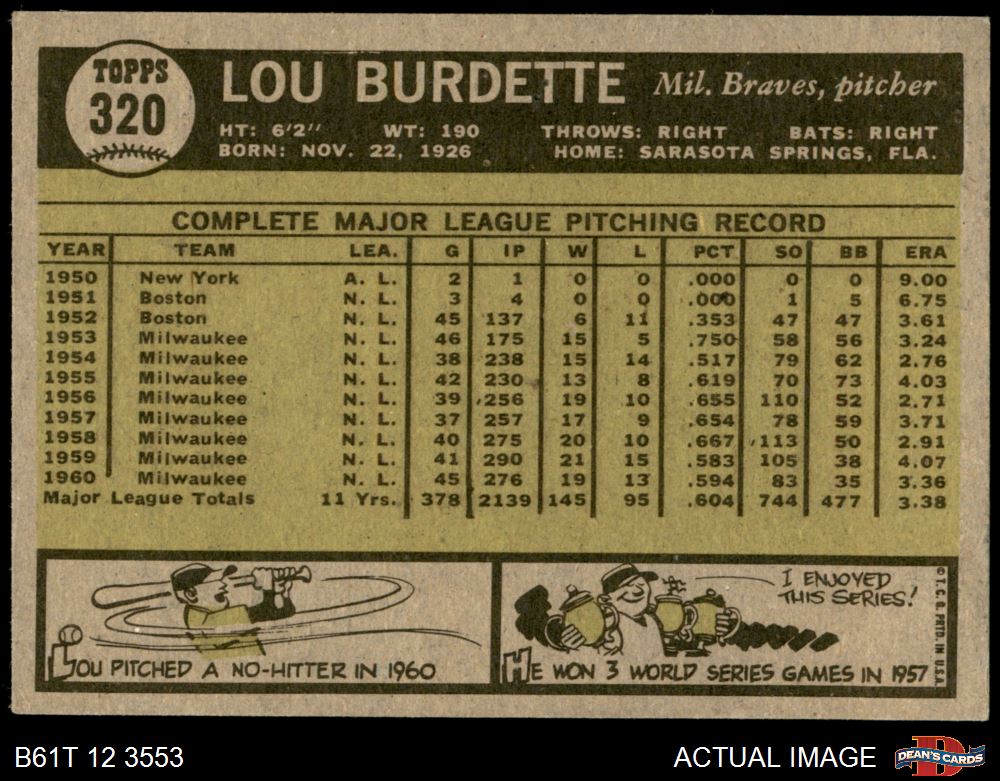 TOPPS
320
LOU BURDETTE Mil. Braves, pitcher
HT: 6'2" WT: 190 THROWS: RIGHT BATS: RIGHT
BORN: NOV. 22, 1926 HOME: SARASOTA SPRINGS, FLA.
COMPLETE MAJOR LEAGUE PITCHING RECORD
YEAR TEAM LEA. G IP W L PCT SO BB ERA
1950 New York A. L. 2 1 0 0 .000 0 0 9.00
1951 Boston N. L. 3 4 0 0 .000 1 5 6.75
1952 Boston N. L. 45 137 6 11 .353 47 47 3.61
1953 Milwaukee N. L. 46 175 15 5 .750 58 56 3.24
1954 Milwaukee N. L. 38 238 15 14 .517 79 62 2.76
1955 Milwaukee N. L. 42 230 13 8 .619 70 73 4.03
1956 Milwaukee N. L. 39 256 19 10 .655 110 52 2.71
1957 Milwaukee N. L. 37 257 17 9 .654 78 59 3.71
1958 Milwaukee N. L. 40 275 20 10 .667 113 50 2.91
1959 Milwaukee N. L. 41 290 21 15 .583 105 38 4.07
1960 Milwaukee N. L. 45 276 19 13 .594 83 35 3.36
Major League Totals 11 Yrs. 378 2139 145 95 .604 744 477 3.38
LOU PITCHED A NO-HITTER IN 1960
I ENJOYED
THIS SERIES!
HE WON 3 WORLD SERIES GAMES IN 1957
© T. C. G. PRTD. IN U.S.A.
B61T 12 3553
ACTUAL IMAGE
D
DEAN'S CARDS